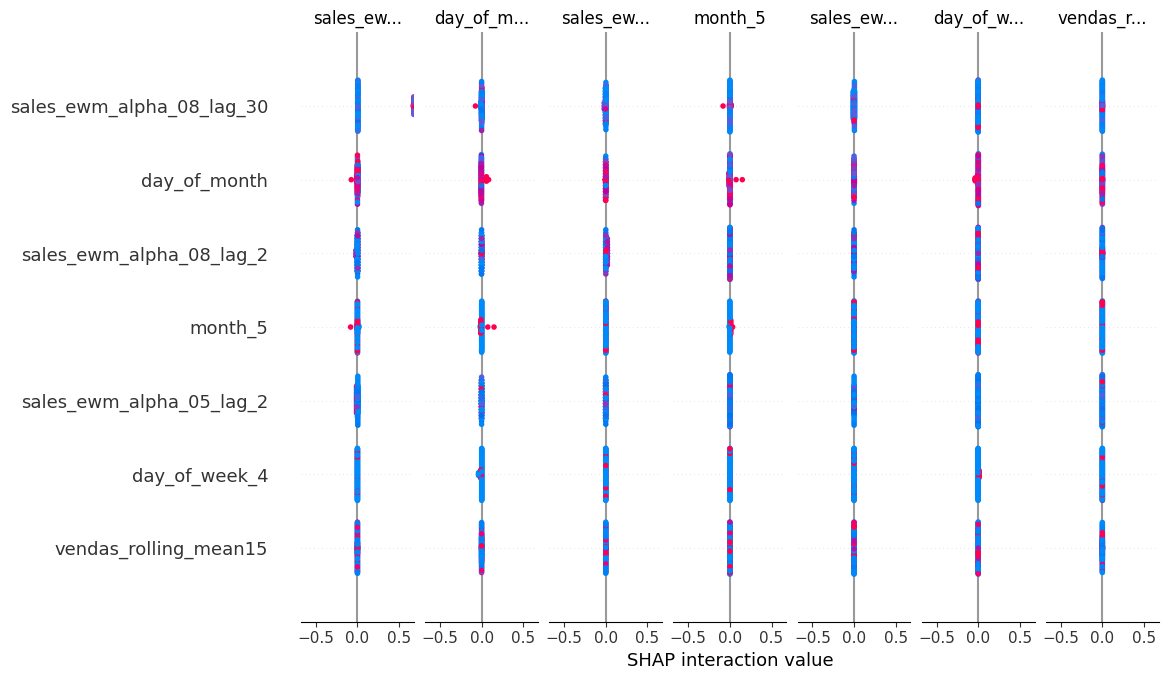 sales_ew... day_of_m... sales_ew... month_5 sales_ew... day_of_w... vendas_r...
sales_ewm_alpha_08_lag_30
day_of_month
sales_ewm_alpha_08_lag_2
month_5
sales_ewm_alpha_05_lag_2
day_of_week_4
vendas_rolling_mean15
−0.5 0.0 0.5 −0.5 0.0 0.5 −0.5 0.0 0.5 −0.5 0.0 0.5 −0.5 0.0 0.5 −0.5 0.0 0.5 −0.5 0.0 0.5
SHAP interaction value